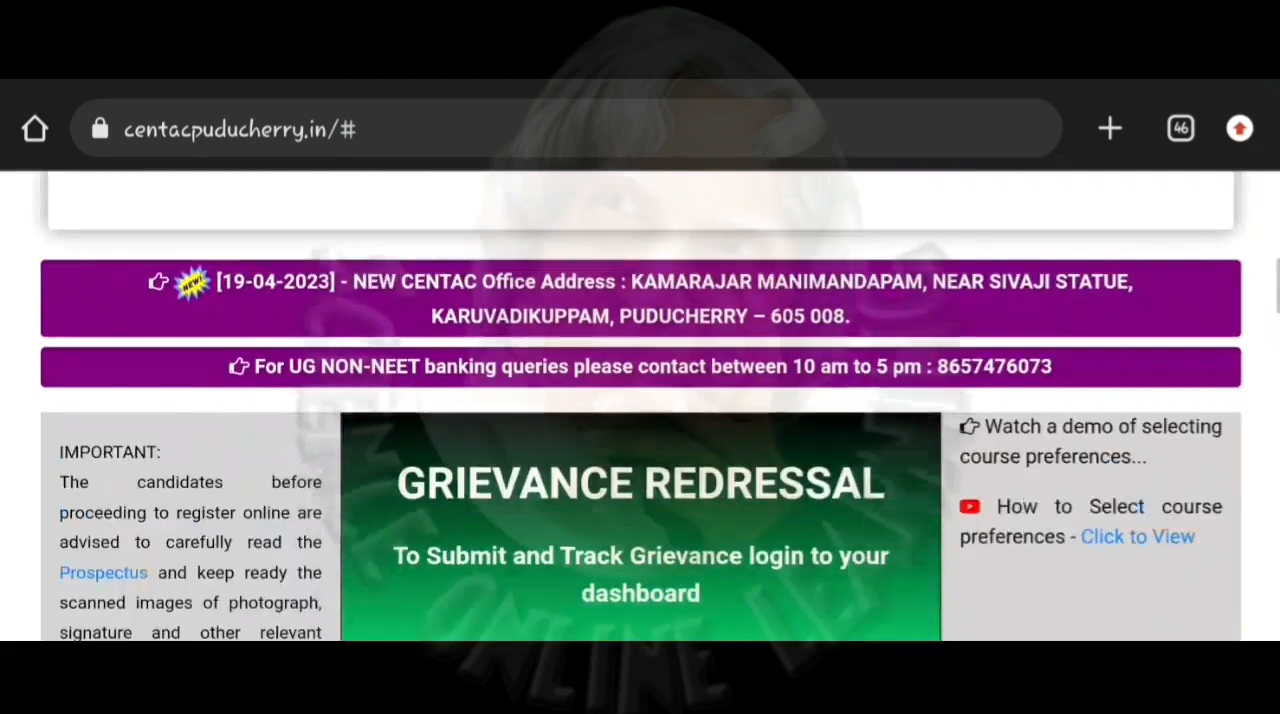 centacpuducherry.in/#
46
NEW! [19-04-2023] - NEW CENTAC Office Address : KAMARAJAR MANIMANDAPAM, NEAR SIVAJI STATUE,
KARUVADIKUPPAM, PUDUCHERRY – 605 008.
For UG NON-NEET banking queries please contact between 10 am to 5 pm : 8657476073
IMPORTANT:
The candidates before
proceeding to register online are
advised to carefully read the
Prospectus and keep ready the
scanned images of photograph,
signature and other relevant
GRIEVANCE REDRESSAL
To Submit and Track Grievance login to your
dashboard
Watch a demo of selecting
course preferences...
How to Select course
preferences - Click to View
ONLINE